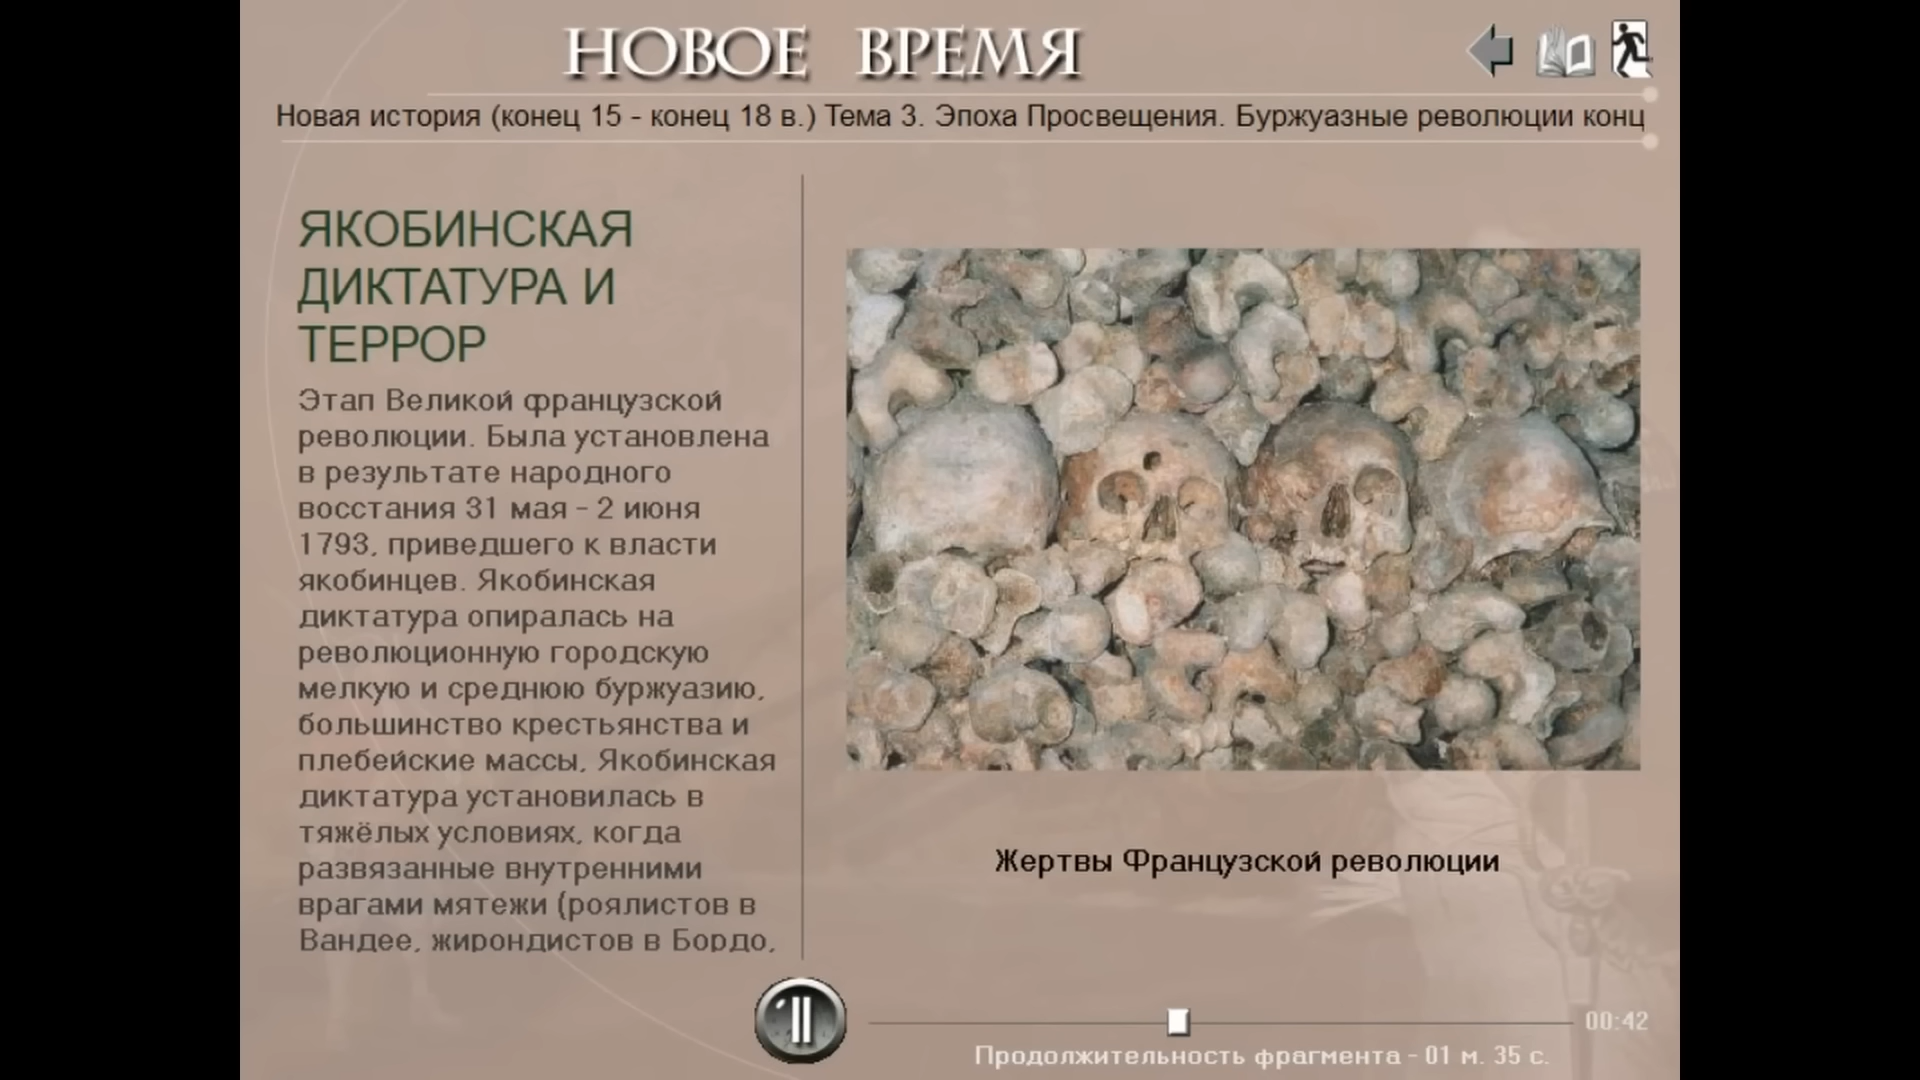 НОВОЕ ВРЕМЯ
Новая история (конец 15 - конец 18 в.) Тема 3. Эпоха Просвещения. Буржуазные революции конц
ЯКОБИНСКАЯ
ДИКТАТУРА И
ТЕРРОР
Этап Великой французской
революции. Была установлена
в результате народного
восстания 31 мая - 2 июня
1793, приведшего к власти
якобинцев. Якобинская
диктатура опиралась на
революционную городскую
мелкую и среднюю буржуазию,
большинство крестьянства и
плебейские массы, Якобинская
диктатура установилась в
тяжёлых условиях, когда
развязанные внутренними
врагами мятежи (роялистов в
Вандее, жирондистов в Бордо,
Жертвы Французской революции
00:42
Продолжительность фрагмента - 01 м. 35 с.